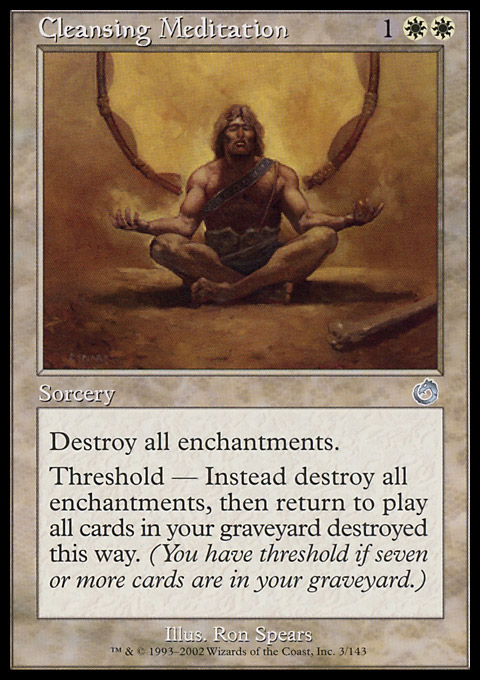 Cleansing Meditation 1
Sorcery
Destroy all enchantments.
Threshold — Instead destroy all
enchantments, then return to play
all cards in your graveyard destroyed
this way. (You have threshold if seven
or more cards are in your graveyard.)
Illus. Ron Spears
™ & © 1993–2002 Wizards of the Coast, Inc. 3/143